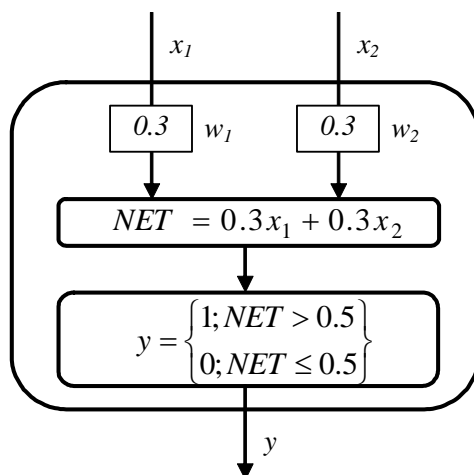 x₁ x₂
0.3 w₁ 0.3 w₂
NET = 0.3x₁ + 0.3x₂
y = {1; NET > 0.5
0; NET ≤ 0.5}
y